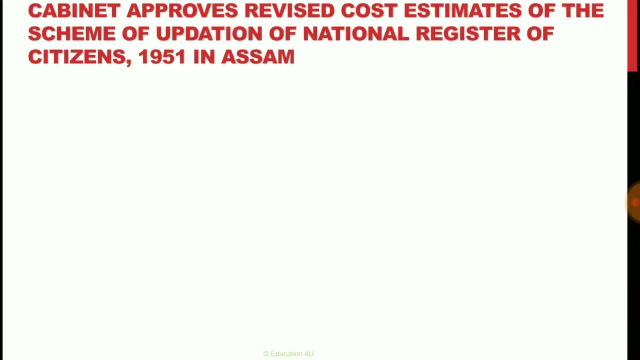 CABINET APPROVES REVISED COST ESTIMATES OF THE
SCHEME OF UPDATION OF NATIONAL REGISTER OF
CITIZENS, 1951 IN ASSAM
© Education 4U